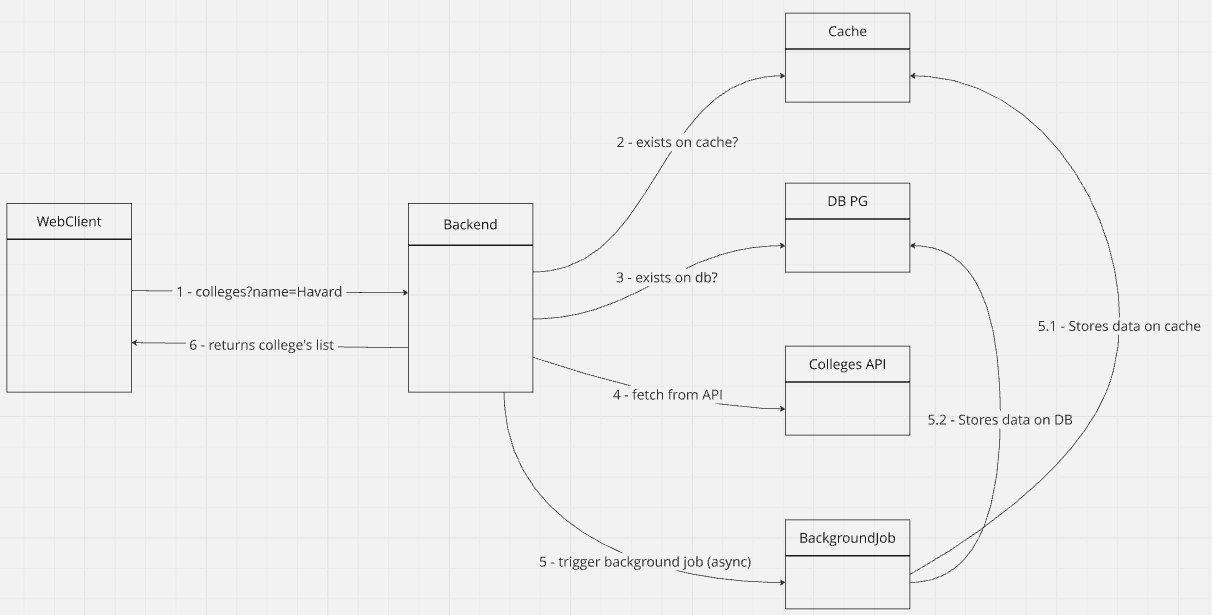 Cache
2 - exists on cache?
DB PG
WebClient
Backend
3 - exists on db?
1 - colleges?name=Havard
5.1 - Stores data on cache
6 - returns college's list
Colleges API
4 - fetch from API
5.2 - Stores data on DB
BackgroundJob
5 - trigger background job (async)